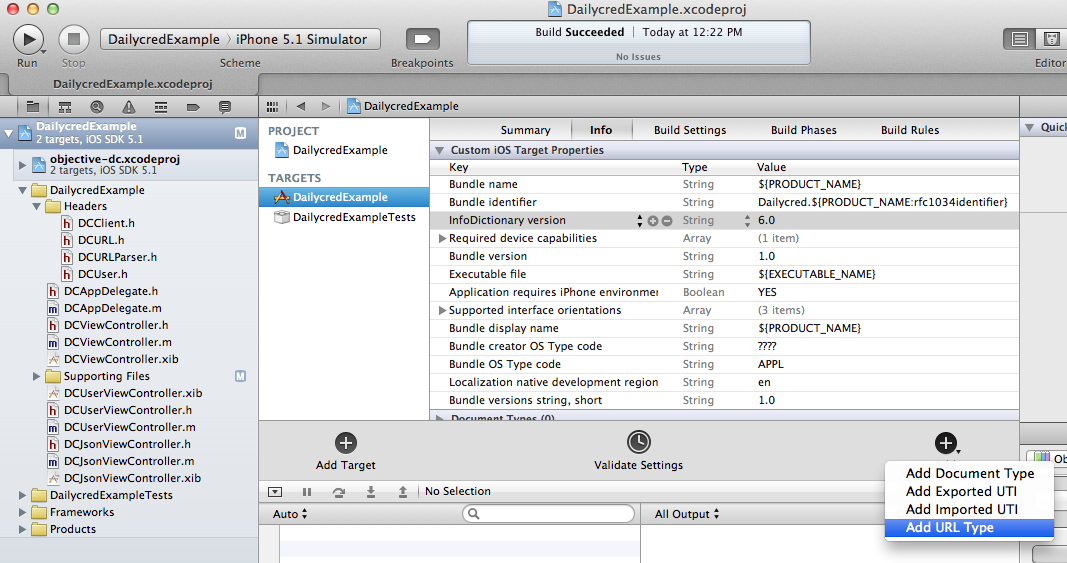 DailycredExample.xcodeproj
DailycredExample 〉 iPhone 5.1 Simulator
Build Succeeded | Today at 12:22 PM
No Issues
Run
Stop
Scheme
Breakpoints
Editor
DailycredExample.xcodeproj
DailycredExample
DailycredExample
2 targets, iOS SDK 5.1
M
objective-dc.xcodeproj
2 targets, iOS SDK 5.1
DailycredExample
Headers
h DCClient.h
h DCURL.h
h DCURLParser.h
h DCUser.h
h DCAppDelegate.h
m DCAppDelegate.m
h DCViewController.h
m DCViewController.m
DCViewController.xib
Supporting Files M
DCUserViewController.xib
h DCUserViewController.h
m DCUserViewController.m
h DCJsonViewController.h
m DCJsonViewController.m
DCJsonViewController.xib
DailycredExampleTests
Frameworks
Products
PROJECT
DailycredExample
TARGETS
DailycredExample
DailycredExampleTests
Summary Info Build Settings Build Phases Build Rules
Custom iOS Target Properties
Key Type Value
Bundle name String ${PRODUCT_NAME}
Bundle identifier String Dailycred.${PRODUCT_NAME:rfc1034identifier}
InfoDictionary version String 6.0
Required device capabilities Array (1 item)
Bundle version String 1.0
Executable file String ${EXECUTABLE_NAME}
Application requires iPhone environmer Boolean YES
Supported interface orientations Array (3 items)
Bundle display name String ${PRODUCT_NAME}
Bundle creator OS Type code String ????
Bundle OS Type code String APPL
Localization native development region String en
Bundle versions string, short String 1.0
Document Types (0)
Add Target
Validate Settings
Add Document Type
Add Exported UTI
Add Imported UTI
Add URL Type
No Selection
Auto
All Output
Quic
Ob